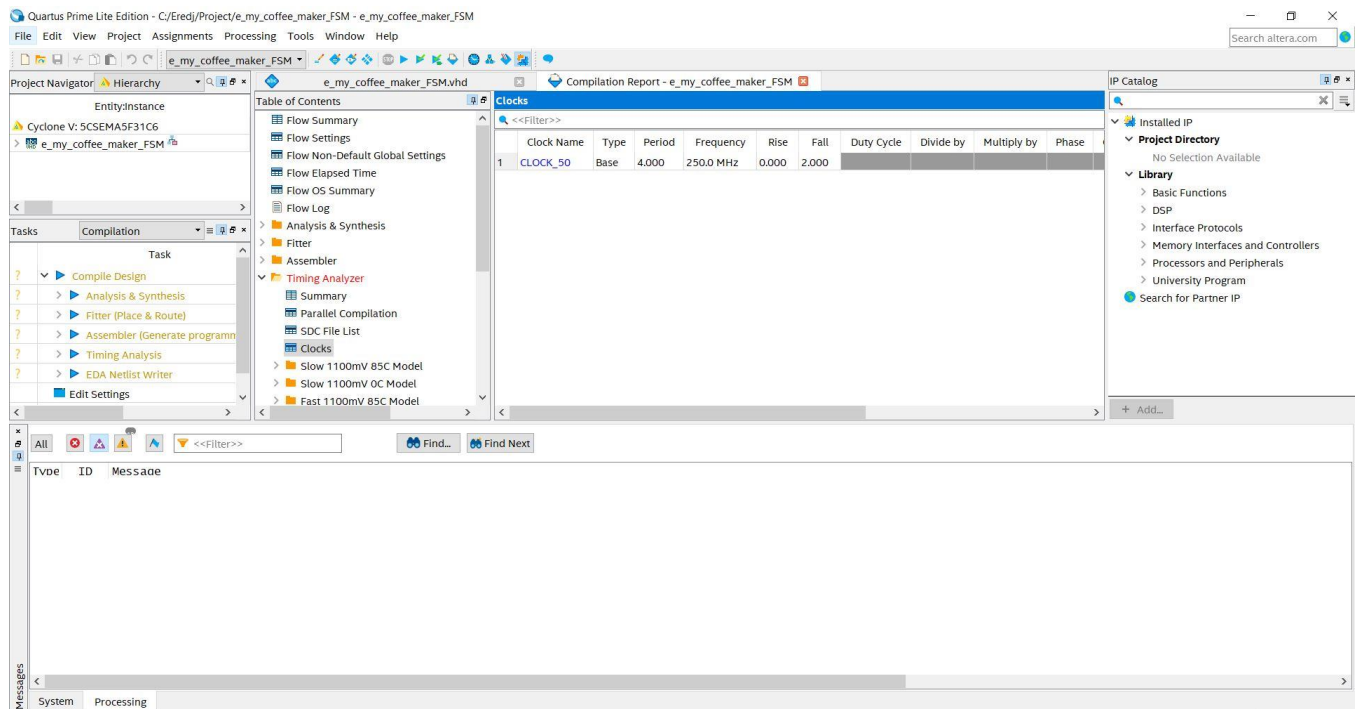 Quartus Prime Lite Edition - C:/Eredj/Project/e_my_coffee_maker_FSM - e_my_coffee_maker_FSM
File Edit View Project Assignments Processing Tools Window Help
Search altera.com
e_my_coffee_maker_FSM
Project Navigator Hierarchy
Entity:Instance
Cyclone V: 5CSEMA5F31C6
e_my_coffee_maker_FSM
Tasks Compilation
Task
? Compile Design
? Analysis & Synthesis
? Fitter (Place & Route)
? Assembler (Generate programn
? Timing Analysis
? EDA Netlist Writer
Edit Settings
e_my_coffee_maker_FSM.vhd
Compilation Report - e_my_coffee_maker_FSM
Table of Contents
Flow Summary
Flow Settings
Flow Non-Default Global Settings
Flow Elapsed Time
Flow OS Summary
Flow Log
Analysis & Synthesis
Fitter
Assembler
Timing Analyzer
Summary
Parallel Compilation
SDC File List
Clocks
Slow 1100mV 85C Model
Slow 1100mV 0C Model
Fast 1100mV 85C Model
Clocks
<<Filter>>
Clock Name Type Period Frequency Rise Fall Duty Cycle Divide by Multiply by Phase
1 CLOCK_50 Base 4.000 250.0 MHz 0.000 2.000
IP Catalog
Installed IP
Project Directory
No Selection Available
Library
Basic Functions
DSP
Interface Protocols
Memory Interfaces and Controllers
Processors and Peripherals
University Program
Search for Partner IP
+ Add...
All <<Filter>> Find... Find Next
Type ID Message
Messages
System Processing